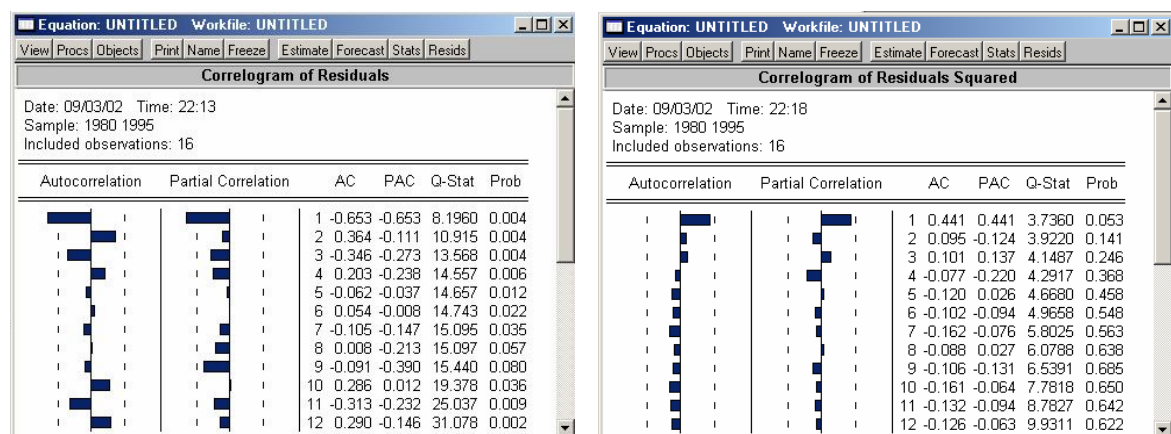 Equation: UNTITLED Workfile: UNTITLED
View Procs Objects Print Name Freeze Estimate Forecast Stats Resids
Correlogram of Residuals
Date: 09/03/02 Time: 22:13
Sample: 1980 1995
Included observations: 16
Autocorrelation Partial Correlation AC PAC Q-Stat Prob
1 -0.653 -0.653 8.1960 0.004
2 0.364 -0.111 10.915 0.004
3 -0.346 -0.273 13.568 0.004
4 0.203 -0.238 14.557 0.006
5 -0.062 -0.037 14.657 0.012
6 0.054 -0.008 14.743 0.022
7 -0.105 -0.147 15.095 0.035
8 0.008 -0.213 15.097 0.057
9 -0.091 -0.390 15.440 0.080
10 0.286 0.012 19.378 0.036
11 -0.313 -0.232 25.037 0.009
12 0.290 -0.146 31.078 0.002
Equation: UNTITLED Workfile: UNTITLED
View Procs Objects Print Name Freeze Estimate Forecast Stats Resids
Correlogram of Residuals Squared
Date: 09/03/02 Time: 22:18
Sample: 1980 1995
Included observations: 16
Autocorrelation Partial Correlation AC PAC Q-Stat Prob
1 0.441 0.441 3.7360 0.053
2 0.095 -0.124 3.9220 0.141
3 0.101 0.137 4.1487 0.246
4 -0.077 -0.220 4.2917 0.368
5 -0.120 0.026 4.6680 0.458
6 -0.102 -0.094 4.9658 0.548
7 -0.162 -0.076 5.8025 0.563
8 -0.088 0.027 6.0788 0.638
9 -0.106 -0.131 6.5391 0.685
10 -0.161 -0.064 7.7818 0.650
11 -0.132 -0.094 8.7827 0.642
12 -0.126 -0.063 9.9311 0.622